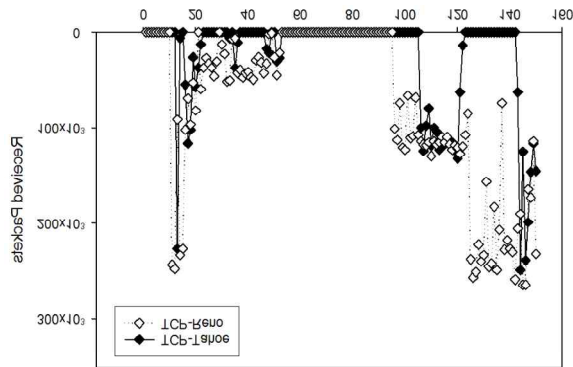 0 20 40 60 80 100 120 140 160
0
100x10³
200x10³
300x10³
Received Packets
TCP-Reno
TCP-Tahoe